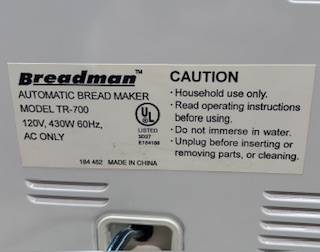 Breadman™
AUTOMATIC BREAD MAKER
MODEL TR-700
120V, 430W 60Hz,
AC ONLY
UL
LISTED
194 462 MADE IN CHINA
CAUTION
· Household use only.
· Read operating instructions
before using.
· Do not immerse in water.
· Unplug before inserting or
removing parts, or cleaning.